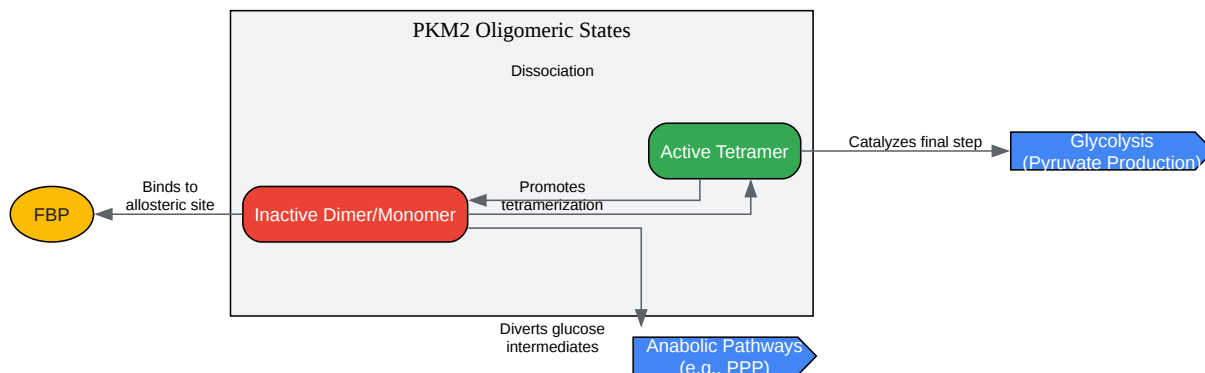 PKM2 Oligomeric States
Dissociation
Active Tetramer
Catalyzes final step
Glycolysis
(Pyruvate Production)
FBP
Binds to
allosteric site
Inactive Dimer/Monomer
Promotes
tetramerization
Diverts glucose
intermediates
Anabolic Pathways
(e.g., PPP)